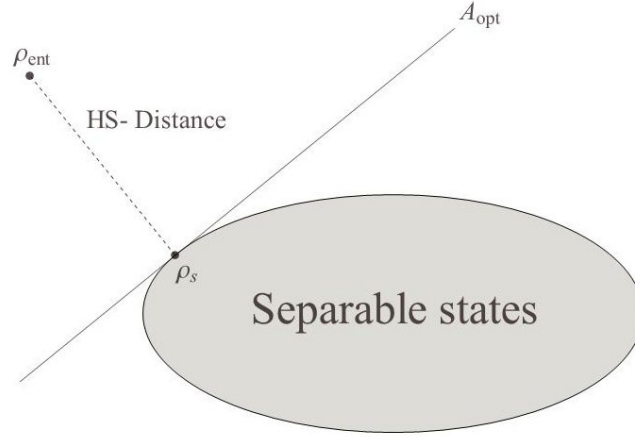 A_opt
ρ_ent
HS- Distance
ρ_s
Separable states